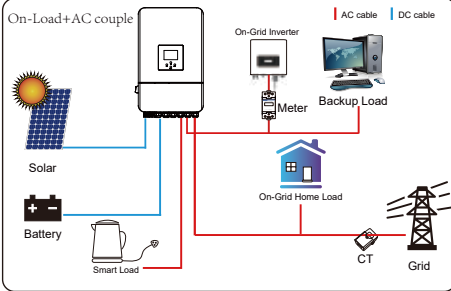 On-Load+AC couple
AC cable
DC cable
On-Grid Inverter
Meter
Backup Load
Solar
On-Grid Home Load
Battery
Smart Load
CT
Grid